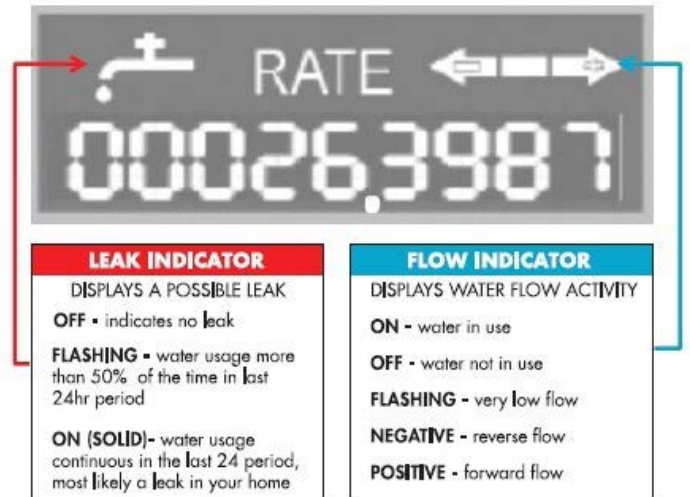 RATE
000263987
LEAK INDICATOR
DISPLAYS A POSSIBLE LEAK
OFF - indicates no leak
FLASHING - water usage more
than 50% of the time in last
24hr period
ON (SOLID)- water usage
continuous in the last 24 period,
most likely a leak in your home
FLOW INDICATOR
DISPLAYS WATER FLOW ACTIVITY
ON - water in use
OFF - water not in use
FLASHING - very low flow
NEGATIVE - reverse flow
POSITIVE - forward flow